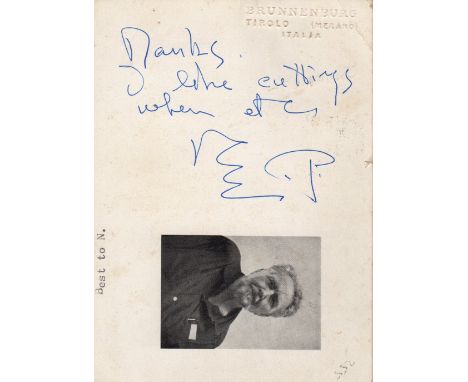 BRUNNENBURG
TIROLO (MERANO)
ITALIA
Thanks.
I like cuttings
when etc
E.P.
Best to N.